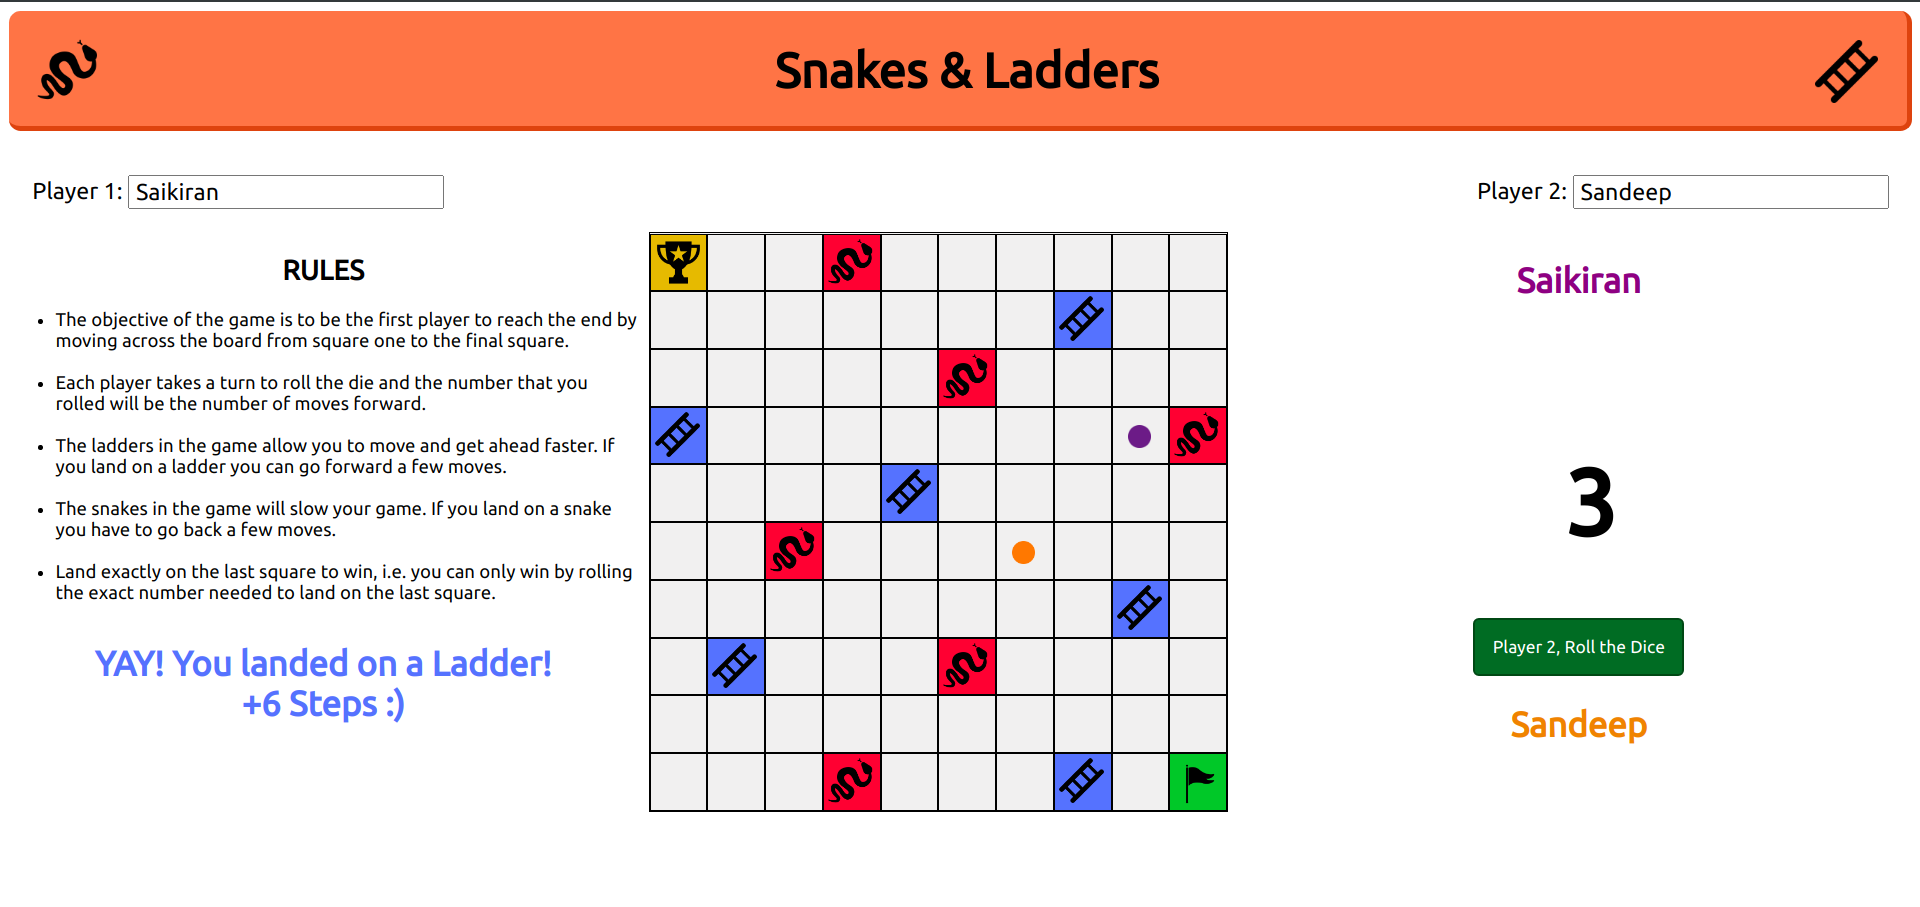 Snakes & Ladders
Player 1: Saikiran
Player 2: Sandeep
RULES
The objective of the game is to be the first player to reach the end by
moving across the board from square one to the final square.
Each player takes a turn to roll the die and the number that you
rolled will be the number of moves forward.
The ladders in the game allow you to move and get ahead faster. If
you land on a ladder you can go forward a few moves.
The snakes in the game will slow your game. If you land on a snake
you have to go back a few moves.
Land exactly on the last square to win, i.e. you can only win by rolling
the exact number needed to land on the last square.
YAY! You landed on a Ladder!
+6 Steps :)
Saikiran
3
Player 2, Roll the Dice
Sandeep